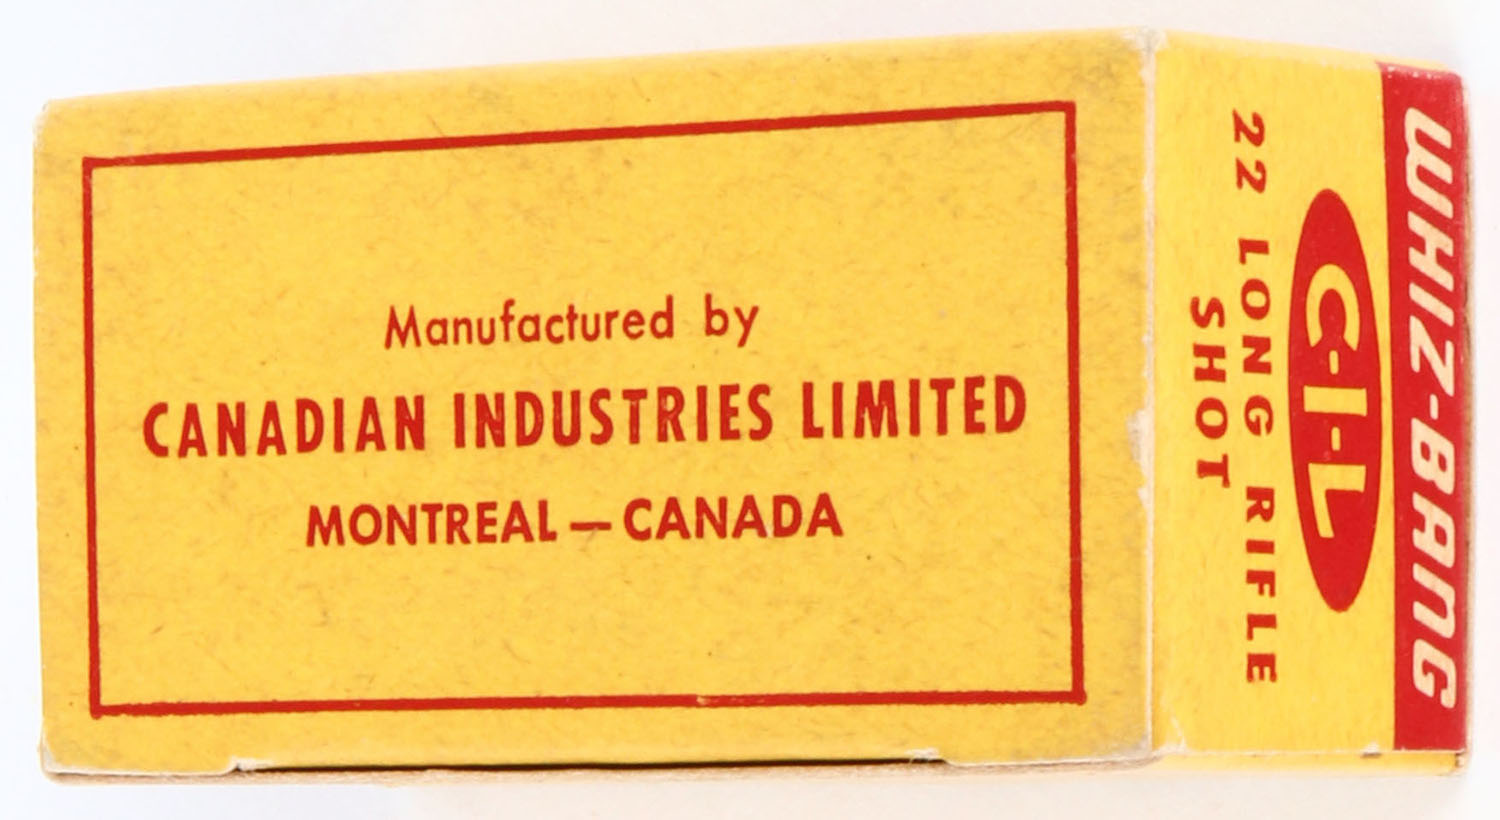 Manufactured by
CANADIAN INDUSTRIES LIMITED
MONTREAL — CANADA
WHIZ-BANG
C-I-L
22 LONG RIFLE
SHOT